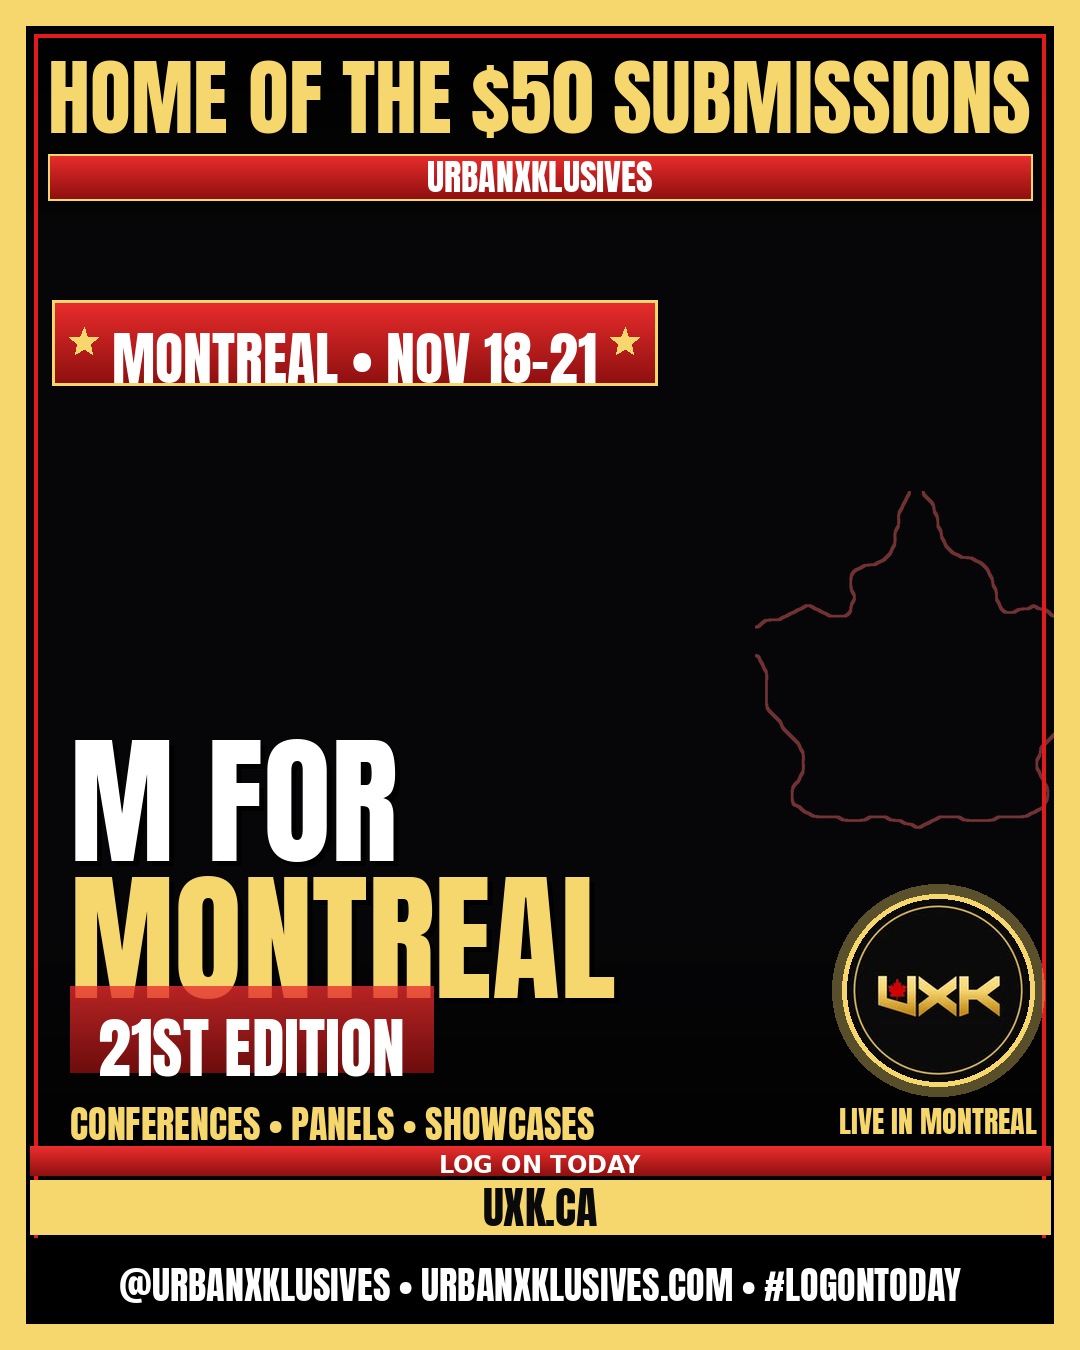 HOME OF THE $50 SUBMISSIONS
URBANXKLUSIVES
MONTREAL • NOV 18-21
M FOR
MONTREAL
21ST EDITION
UXK
CONFERENCES • PANELS • SHOWCASES
LIVE IN MONTREAL
LOG ON TODAY
UXK.CA
@URBANXKLUSIVES • URBANXKLUSIVES.COM • #LOGONTODAY